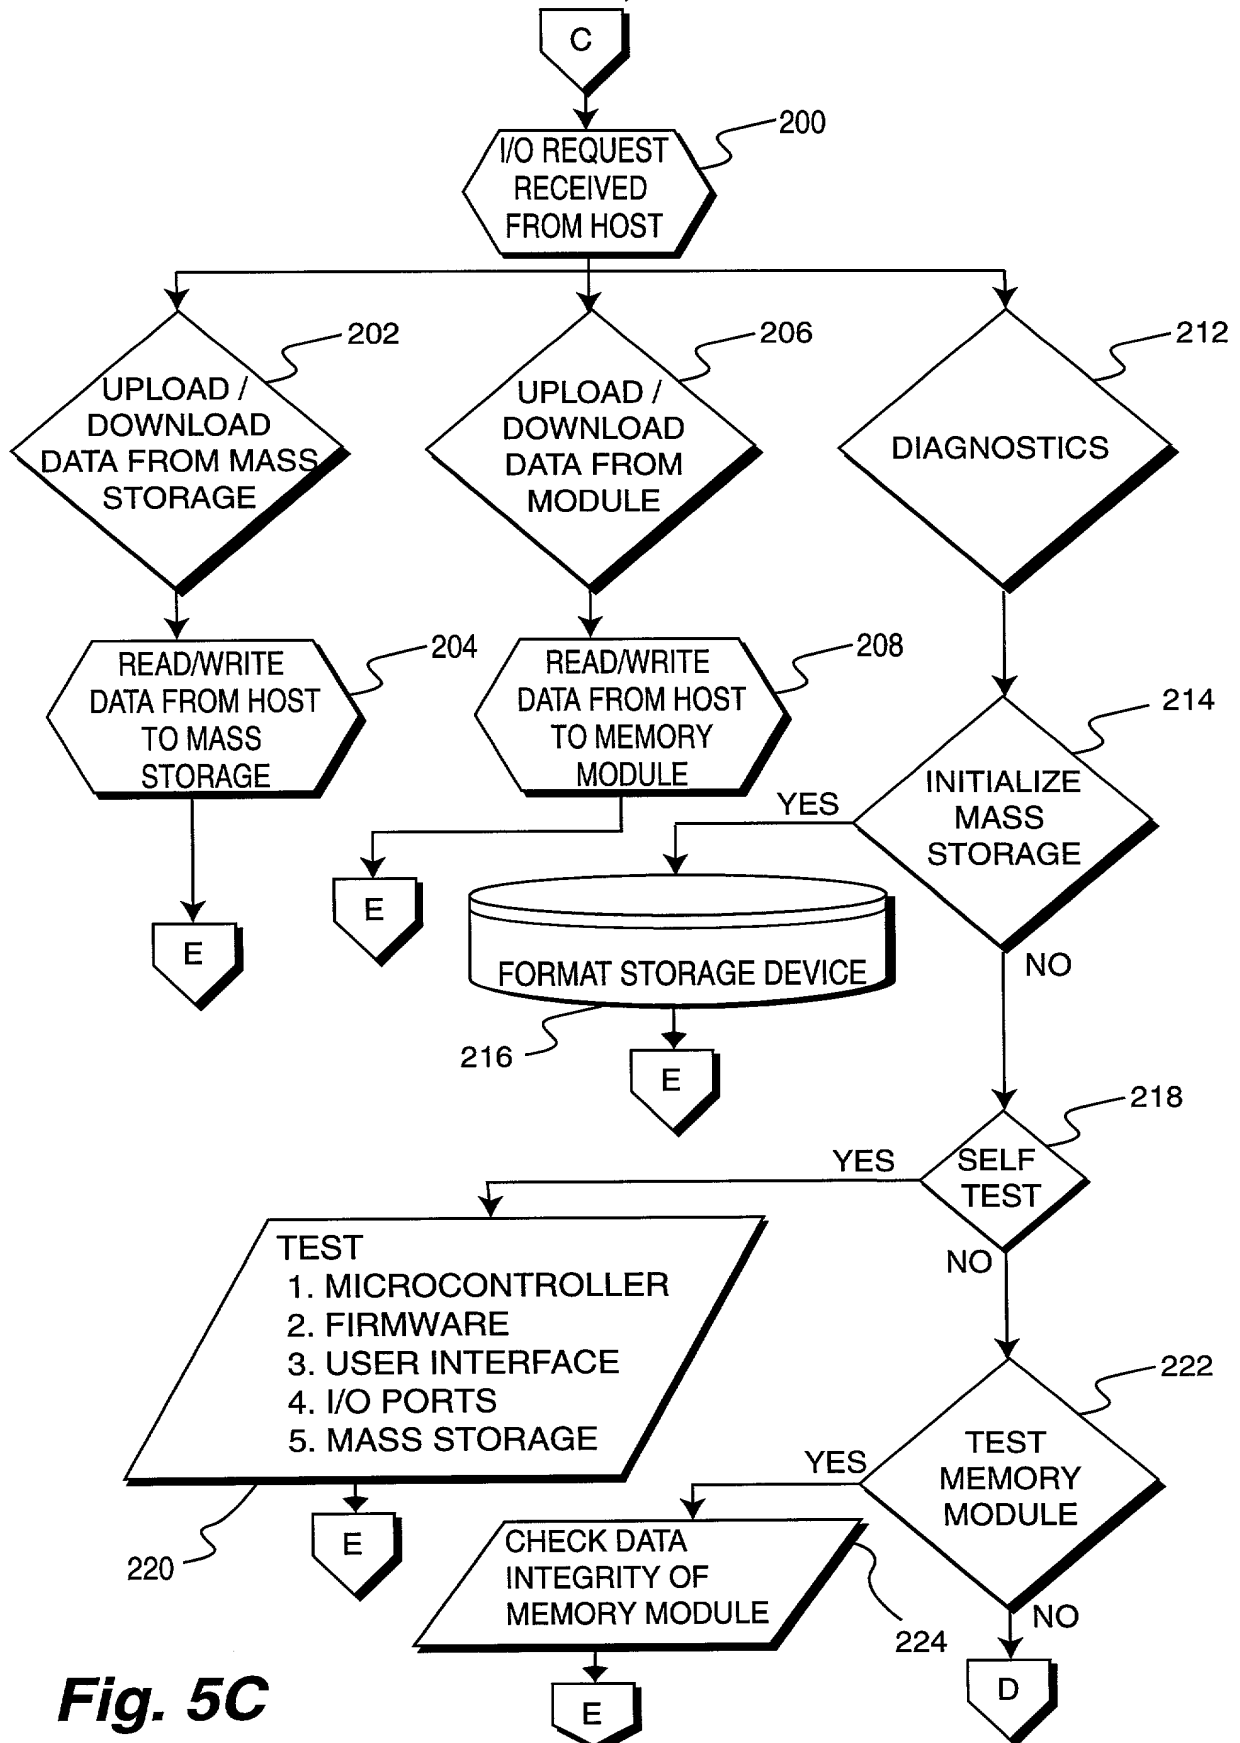 C
I/O REQUEST
RECEIVED
FROM HOST
200
UPLOAD /
DOWNLOAD
DATA FROM MASS
STORAGE
202
UPLOAD /
DOWNLOAD
DATA FROM
MODULE
206
DIAGNOSTICS
212
READ/WRITE
DATA FROM HOST
TO MASS
STORAGE
204
READ/WRITE
DATA FROM HOST
TO MEMORY
MODULE
208
INITIALIZE
MASS
STORAGE
214
YES
NO
E
E
FORMAT STORAGE DEVICE
216
E
SELF
TEST
218
YES
NO
TEST
1. MICROCONTROLLER
2. FIRMWARE
3. USER INTERFACE
4. I/O PORTS
5. MASS STORAGE
220
E
TEST
MEMORY
MODULE
222
YES
NO
CHECK DATA
INTEGRITY OF
MEMORY MODULE
224
E
D
Fig. 5C